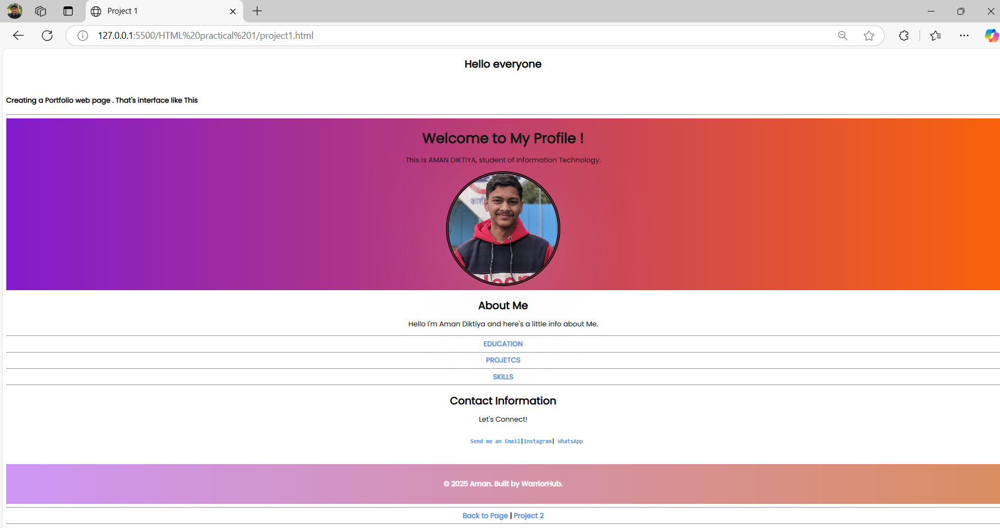 Project 1
127.0.0.1:5500/HTML%20practical%201/project1.html
Hello everyone
Creating a Portfolio web page . That's interface like This
Welcome to My Profile !
This is AMAN DIKTIYA, student of Information Technology.
काशी
About Me
Hello I'm Aman Diktiya and here's a little info about Me.
EDUCATION
PROJETCS
SKILLS
Contact Information
Let's Connect!
Send me an Email|Instagram| WhatsApp
© 2025 Aman. Built by WarriorHub.
Back to Page | Project 2